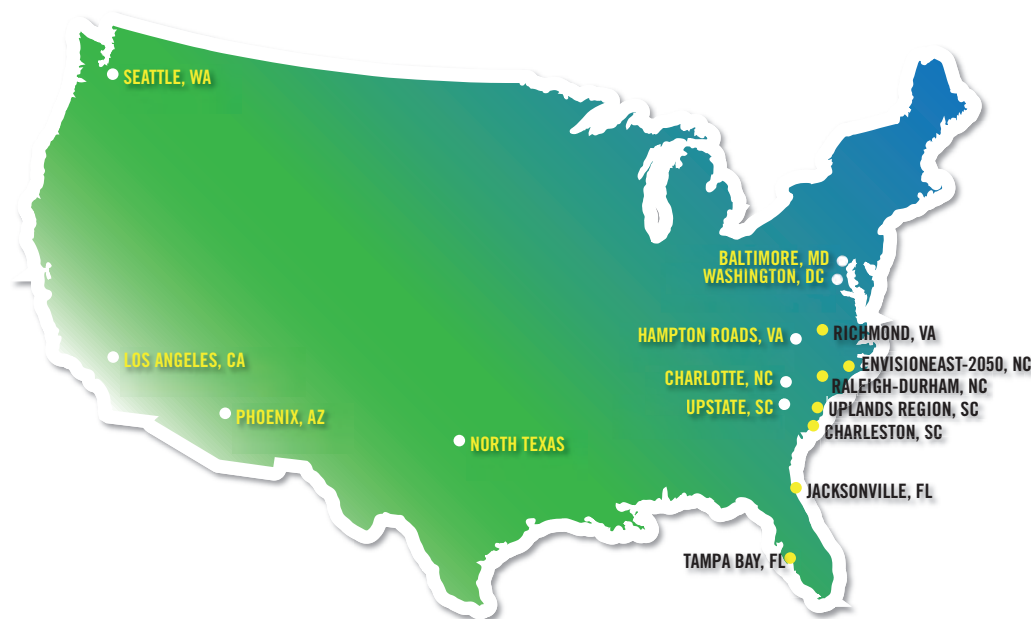 SEATTLE, WA
BALTIMORE, MD
WASHINGTON, DC
HAMPTON ROADS, VA
RICHMOND, VA
LOS ANGELES, CA
ENVISIONEAST-2050, NC
CHARLOTTE, NC
RALEIGH-DURHAM, NC
UPSTATE, SC
UPLANDS REGION, SC
PHOENIX, AZ
CHARLESTON, SC
NORTH TEXAS
JACKSONVILLE, FL
TAMPA BAY, FL